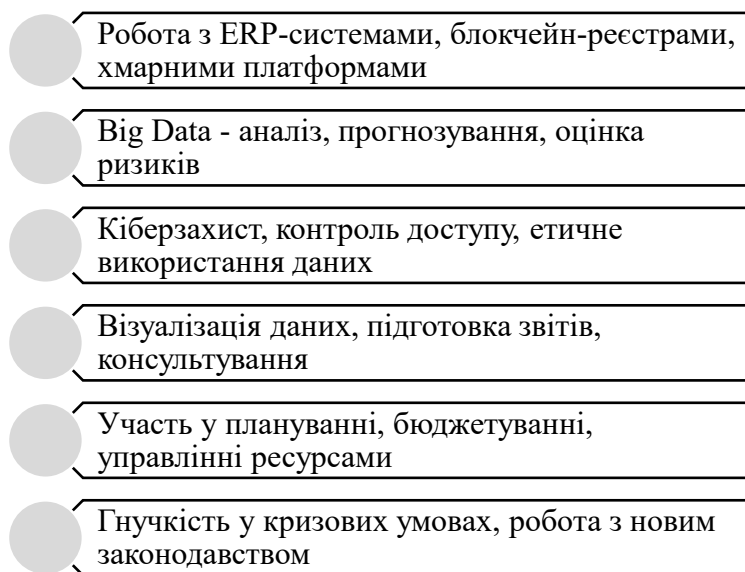 Робота з ERP-системами, блокчейн-реєстрами,
хмарними платформами
Big Data - аналіз, прогнозування, оцінка
ризиків
Кіберзахист, контроль доступу, етичне
використання даних
Візуалізація даних, підготовка звітів,
консультування
Участь у плануванні, бюджетуванні,
управлінні ресурсами
Гнучкість у кризових умовах, робота з новим
законодавством